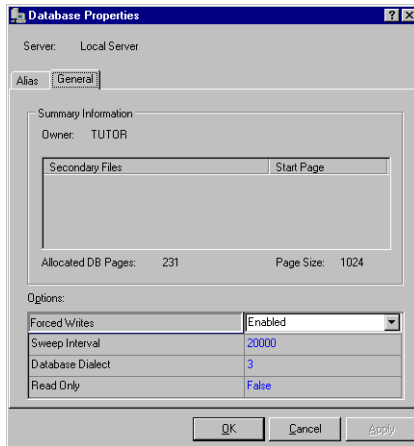 Database Properties
Server: Local Server
Alias General
Summary Information
Owner: TUTOR
Secondary Files Start Page
Allocated DB Pages: 231 Page Size: 1024
Options:
Forced Writes Enabled
Sweep Interval 20000
Database Dialect 3
Read Only False
OK Cancel Apply